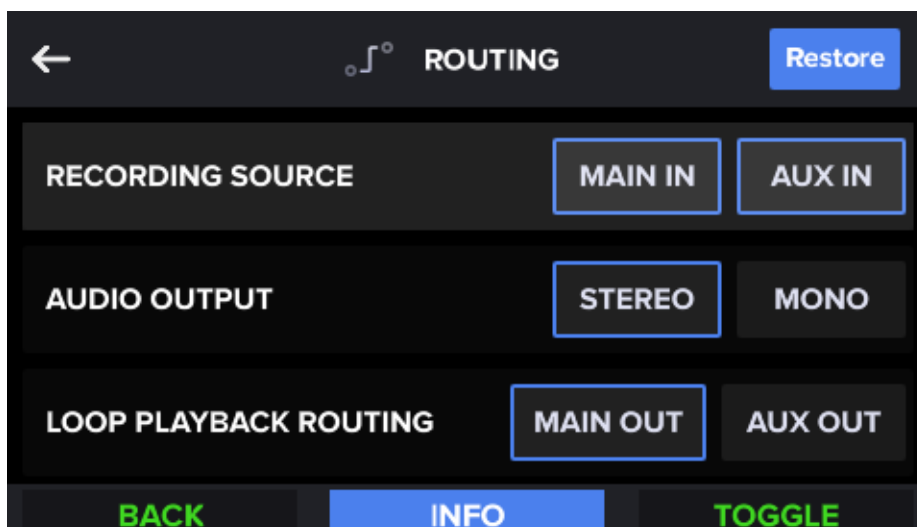 ROUTING Restore
RECORDING SOURCE MAIN IN AUX IN
AUDIO OUTPUT STEREO MONO
LOOP PLAYBACK ROUTING MAIN OUT AUX OUT
BACK INFO TOGGLE